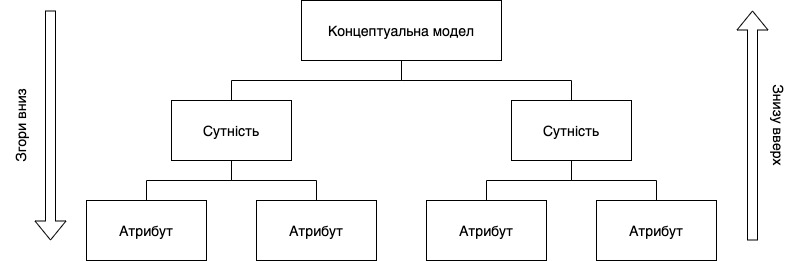 Концептуальна модел
Згори вниз
Знизу вверх
Сутність
Сутність
Атрибут
Атрибут
Атрибут
Атрибут